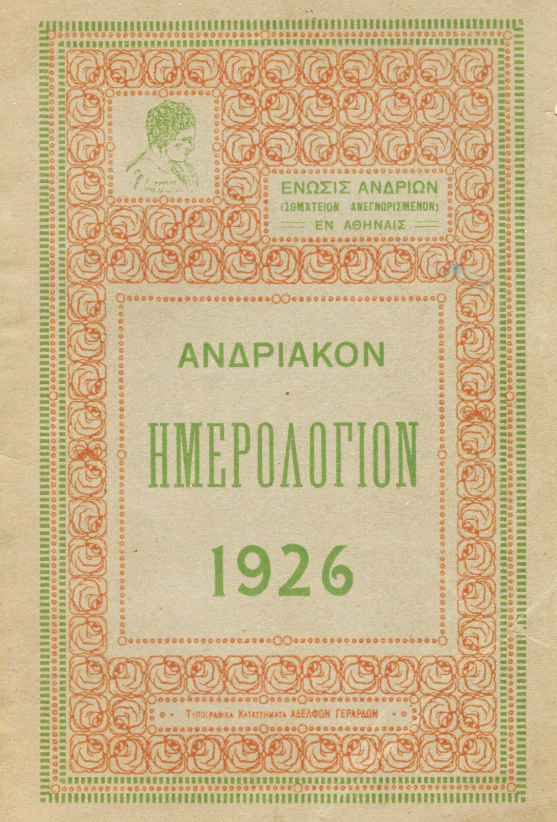 ΕΝΩΣΙΣ ΑΝΔΡΙΩΝ
(ΣΩΜΑΤΕΙΟΝ ΑΝΕΓΝΩΡΙΣΜΕΝΟΝ)
ΕΝ ΑΘΗΝΑΙΣ
ΑΝΔΡΙΑΚΟΝ
ΗΜΕΡΟΛΟΓΙΟΝ
1926
ΤΥΠΟΓΡΑΦΙΚΑ ΚΑΤΑΣΤΗΜΑΤΑ ΑΔΕΛΦΩΝ ΓΕΡΑΡΔΩΝ